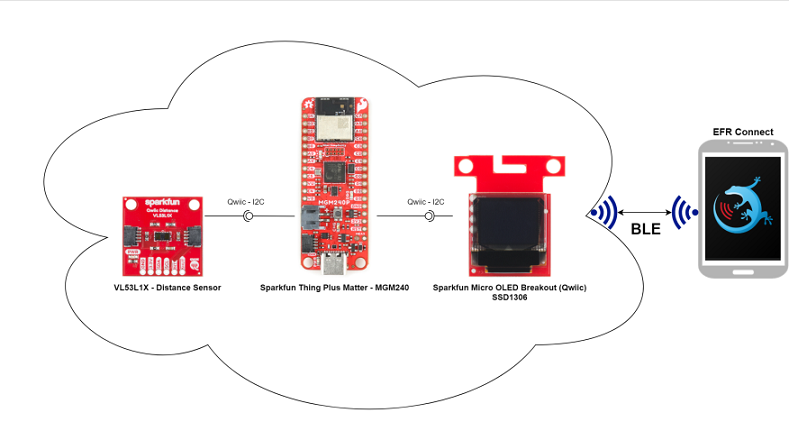 EFR Connect
sparkfun
Qwiic Distance
VL53L1X
MGM240P
Qwiic - I2C
Qwiic - I2C
BLE
VL53L1X - Distance Sensor
Sparkfun Thing Plus Matter - MGM240
Sparkfun Micro OLED Breakout (Qwiic)
SSD1306